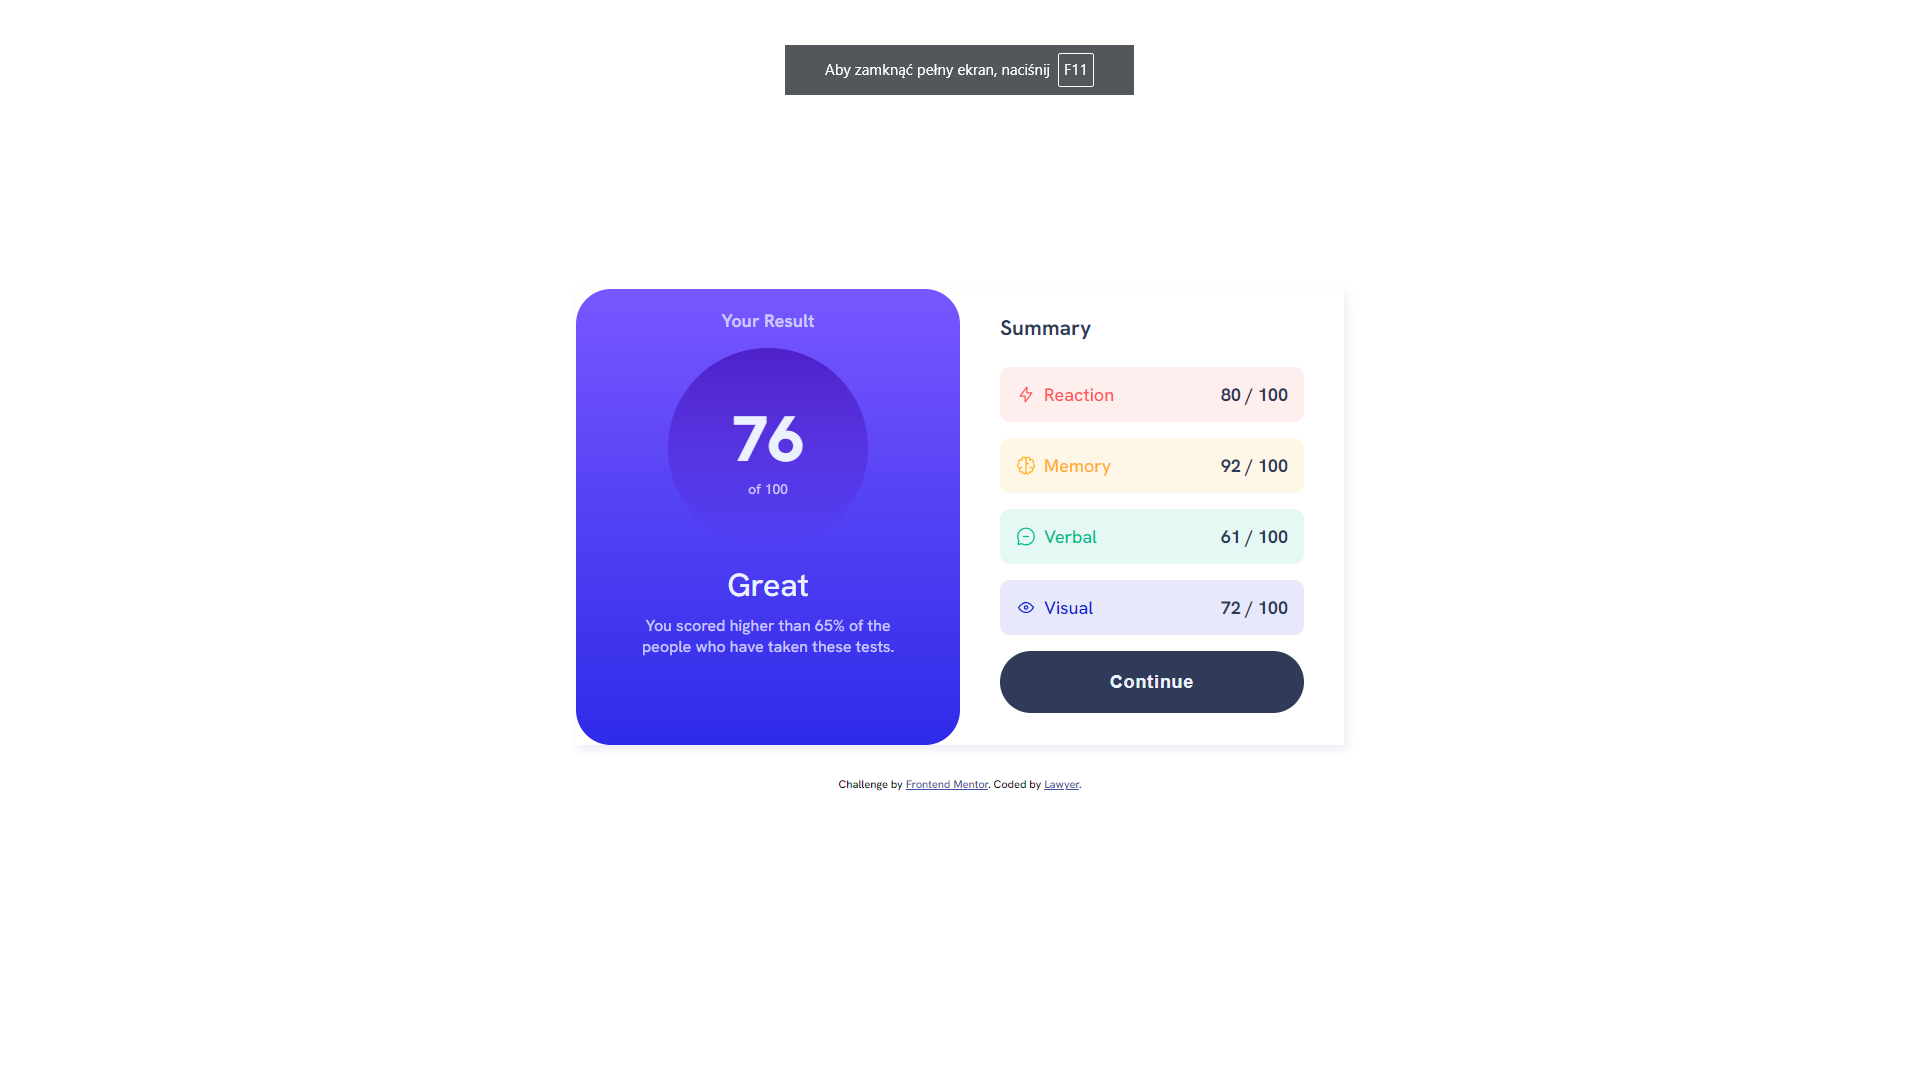 Aby zamknąć pełny ekran, naciśnij F11
Your Result
76
of 100
Great
You scored higher than 65% of the
people who have taken these tests.
Summary
Reaction 80 / 100
Memory 92 / 100
Verbal 61 / 100
Visual 72 / 100
Continue
Challenge by Frontend Mentor. Coded by Lawyer.